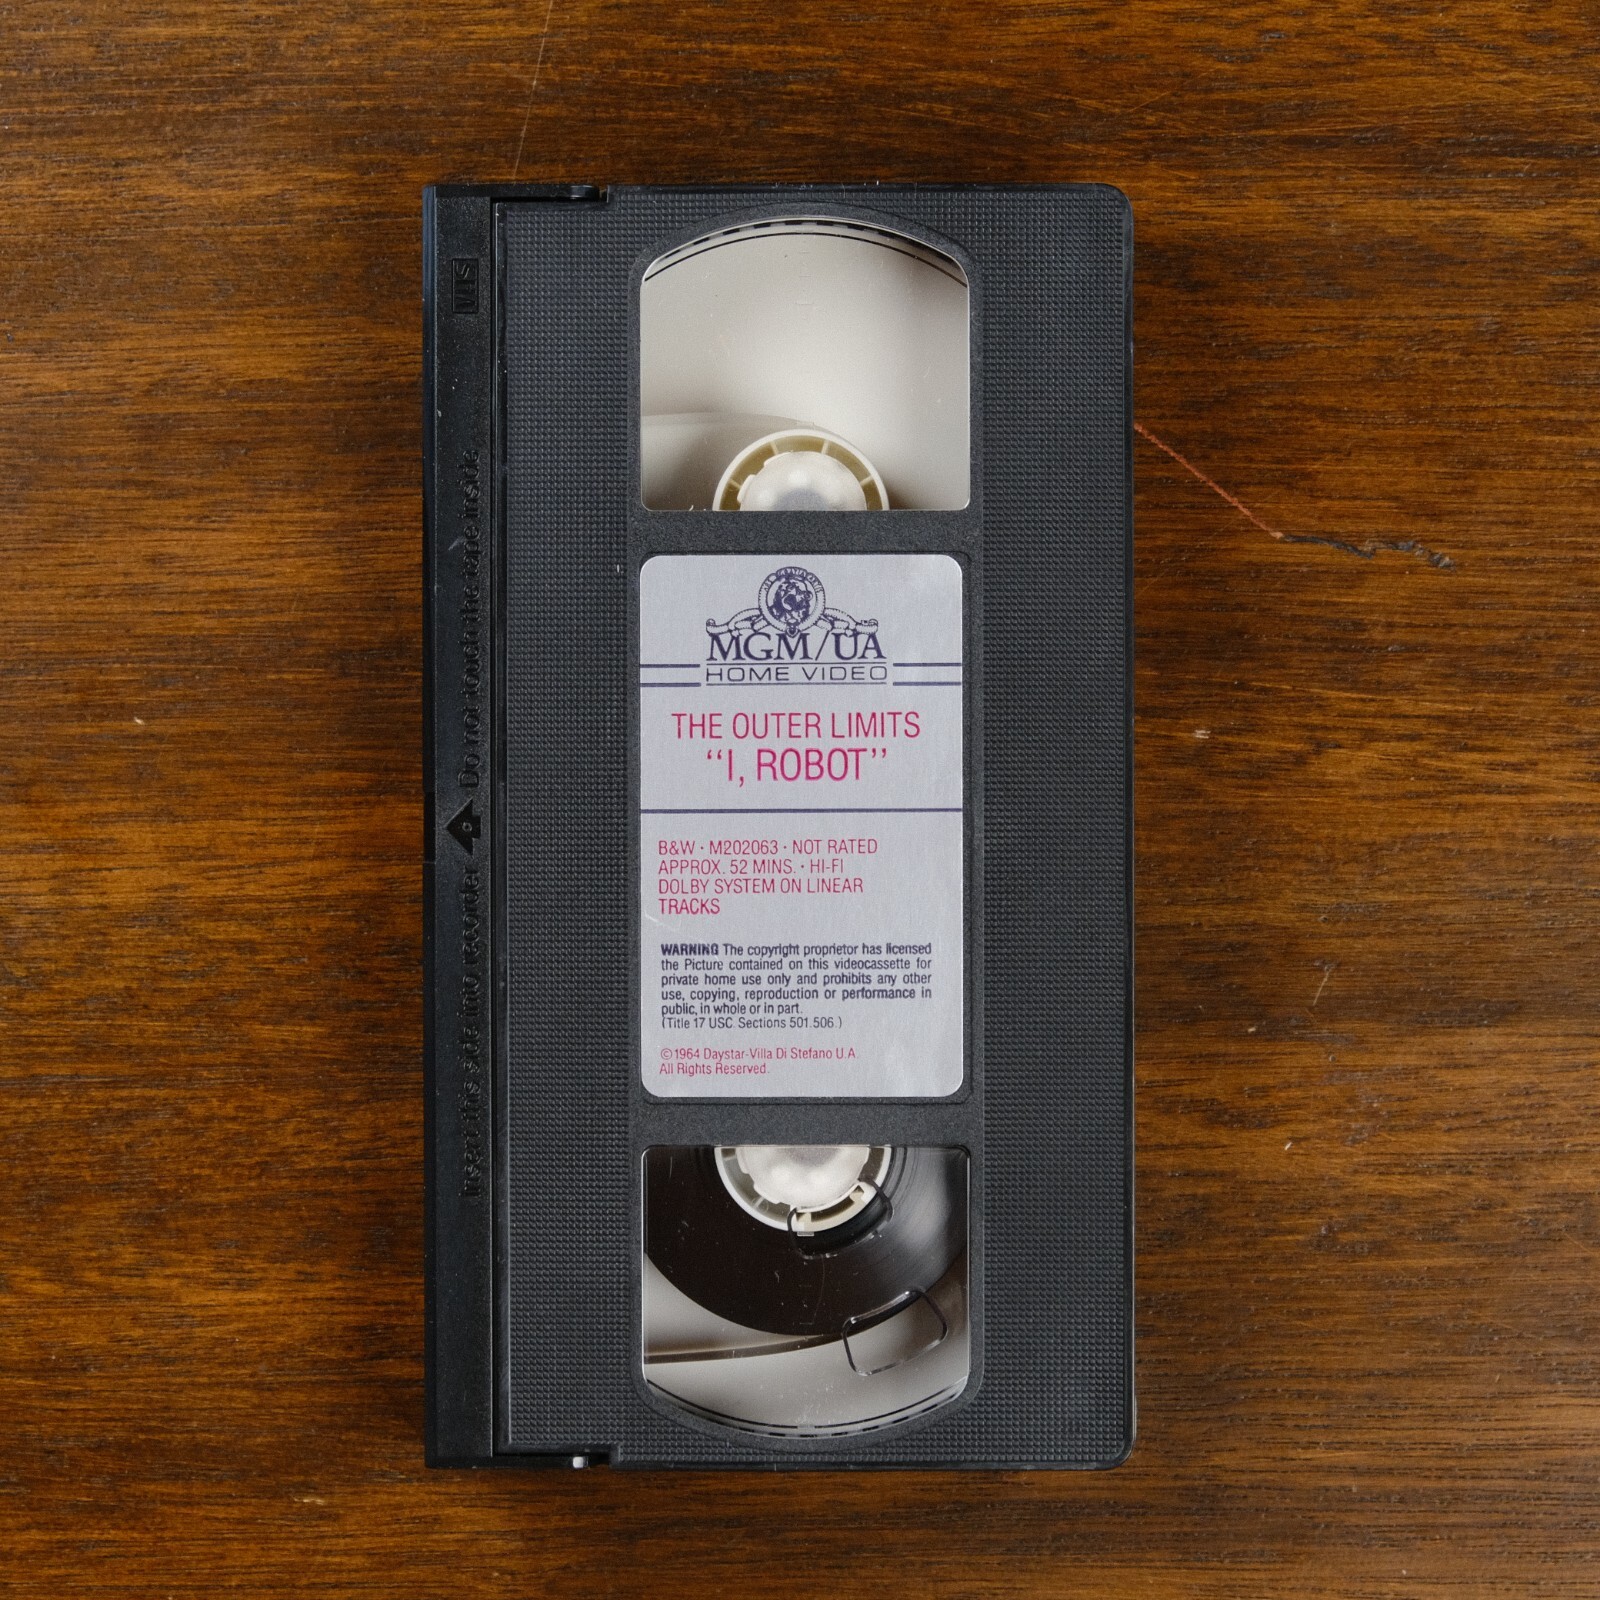 VHS
Do not touch the tape inside
Insert this side into recorder
MGM/UA
HOME VIDEO
THE OUTER LIMITS
“I, ROBOT”
B&W · M202063 · NOT RATED
APPROX. 52 MINS. · HI-FI
DOLBY SYSTEM ON LINEAR
TRACKS
WARNING The copyright proprietor has licensed
the Picture contained on this videocassette for
private home use only and prohibits any other
use, copying, reproduction or performance in
public, in whole or in part.
(Title 17 USC. Sections 501.506.)
©1964 Daystar-Villa Di Stefano U.A.
All Rights Reserved.